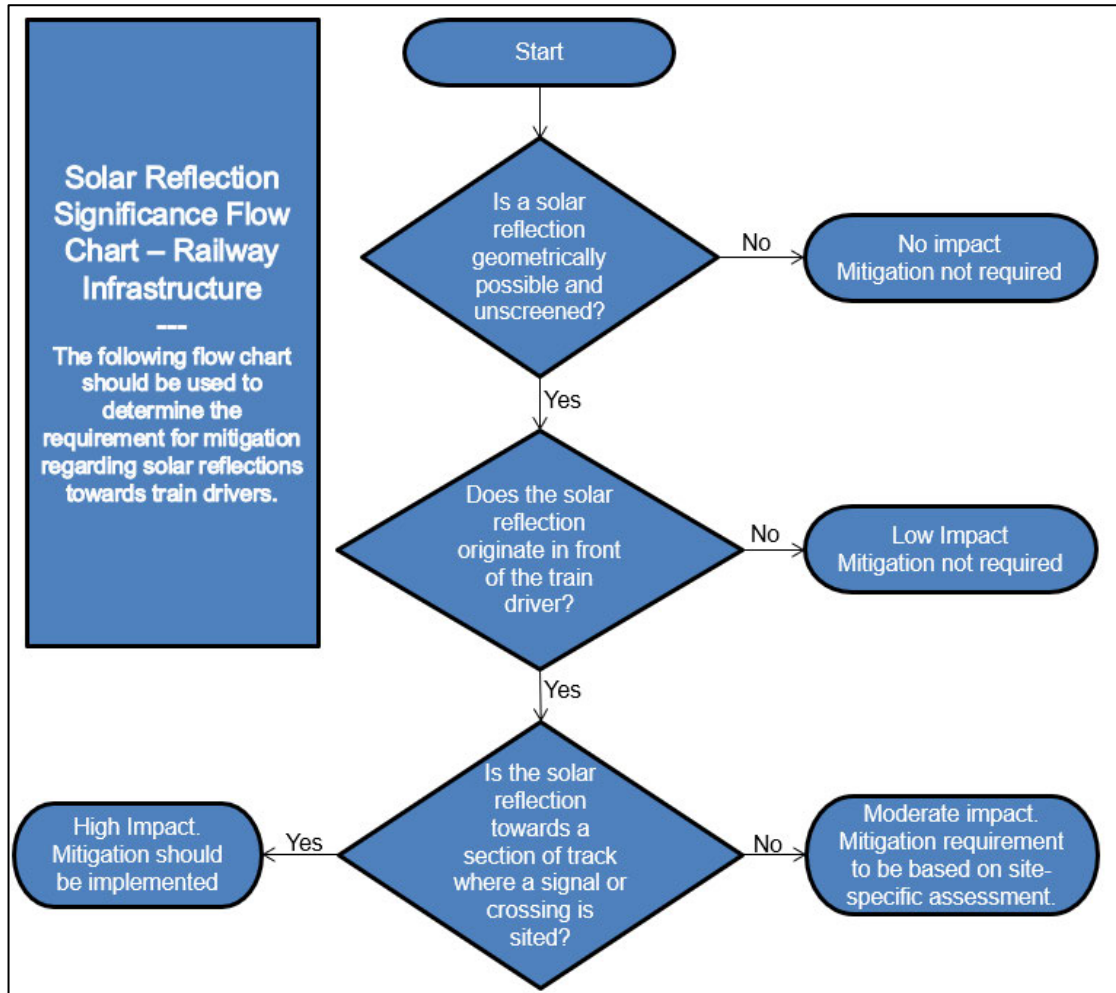 Solar Reflection
Significance Flow
Chart – Railway
Infrastructure
---
The following flow chart
should be used to
determine the
requirement for mitigation
regarding solar reflections
towards train drivers.
Start
Is a solar
reflection
geometrically
possible and
unscreened?
No
No impact
Mitigation not required
Yes
Does the solar
reflection
originate in front
of the train
driver?
No
Low Impact
Mitigation not required
Yes
Is the solar
reflection
towards a
section of track
where a signal or
crossing is
sited?
Yes
High Impact.
Mitigation should
be implemented
No
Moderate impact.
Mitigation requirement
to be based on site-
specific assessment.